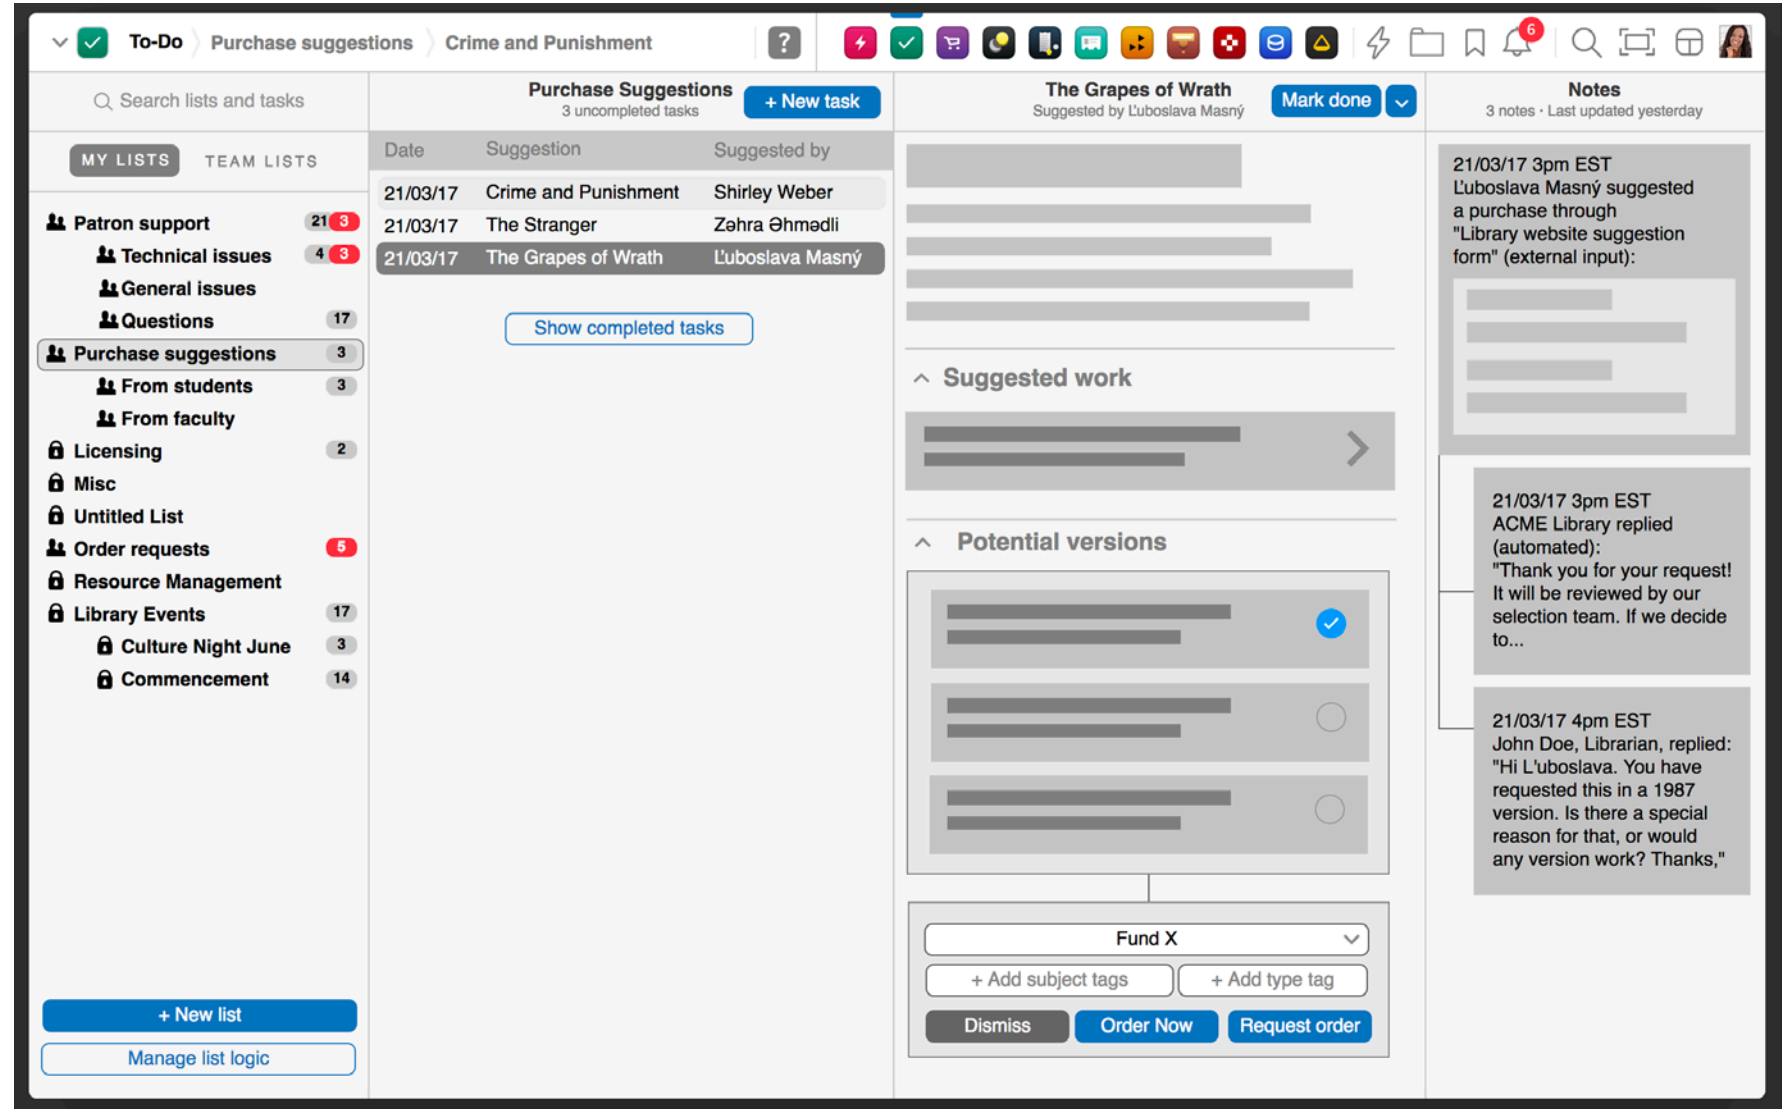 To-Do
Purchase suggestions
Crime and Punishment
?
6
Search lists and tasks
MY LISTS
TEAM LISTS
Patron support 21 3
Technical issues 4 3
General issues
Questions 17
Purchase suggestions 3
From students 3
From faculty
Licensing 2
Misc
Untitled List
Order requests 5
Resource Management
Library Events 17
Culture Night June 3
Commencement 14
+ New list
Manage list logic
Purchase Suggestions
3 uncompleted tasks
+ New task
Date Suggestion Suggested by
21/03/17 Crime and Punishment Shirley Weber
21/03/17 The Stranger Zəhra Əhmədli
21/03/17 The Grapes of Wrath Ľuboslava Masný
Show completed tasks
The Grapes of Wrath
Suggested by Ľuboslava Masný
Mark done
Suggested work
Potential versions
Fund X
+ Add subject tags
+ Add type tag
Dismiss
Order Now
Request order
Notes
3 notes · Last updated yesterday
21/03/17 3pm EST
Ľuboslava Masný suggested
a purchase through
"Library website suggestion
form" (external input):
21/03/17 3pm EST
ACME Library replied
(automated):
"Thank you for your request!
It will be reviewed by our
selection team. If we decide
to...
21/03/17 4pm EST
John Doe, Librarian, replied:
"Hi L'uboslava. You have
requested this in a 1987
version. Is there a special
reason for that, or would
any version work? Thanks,"